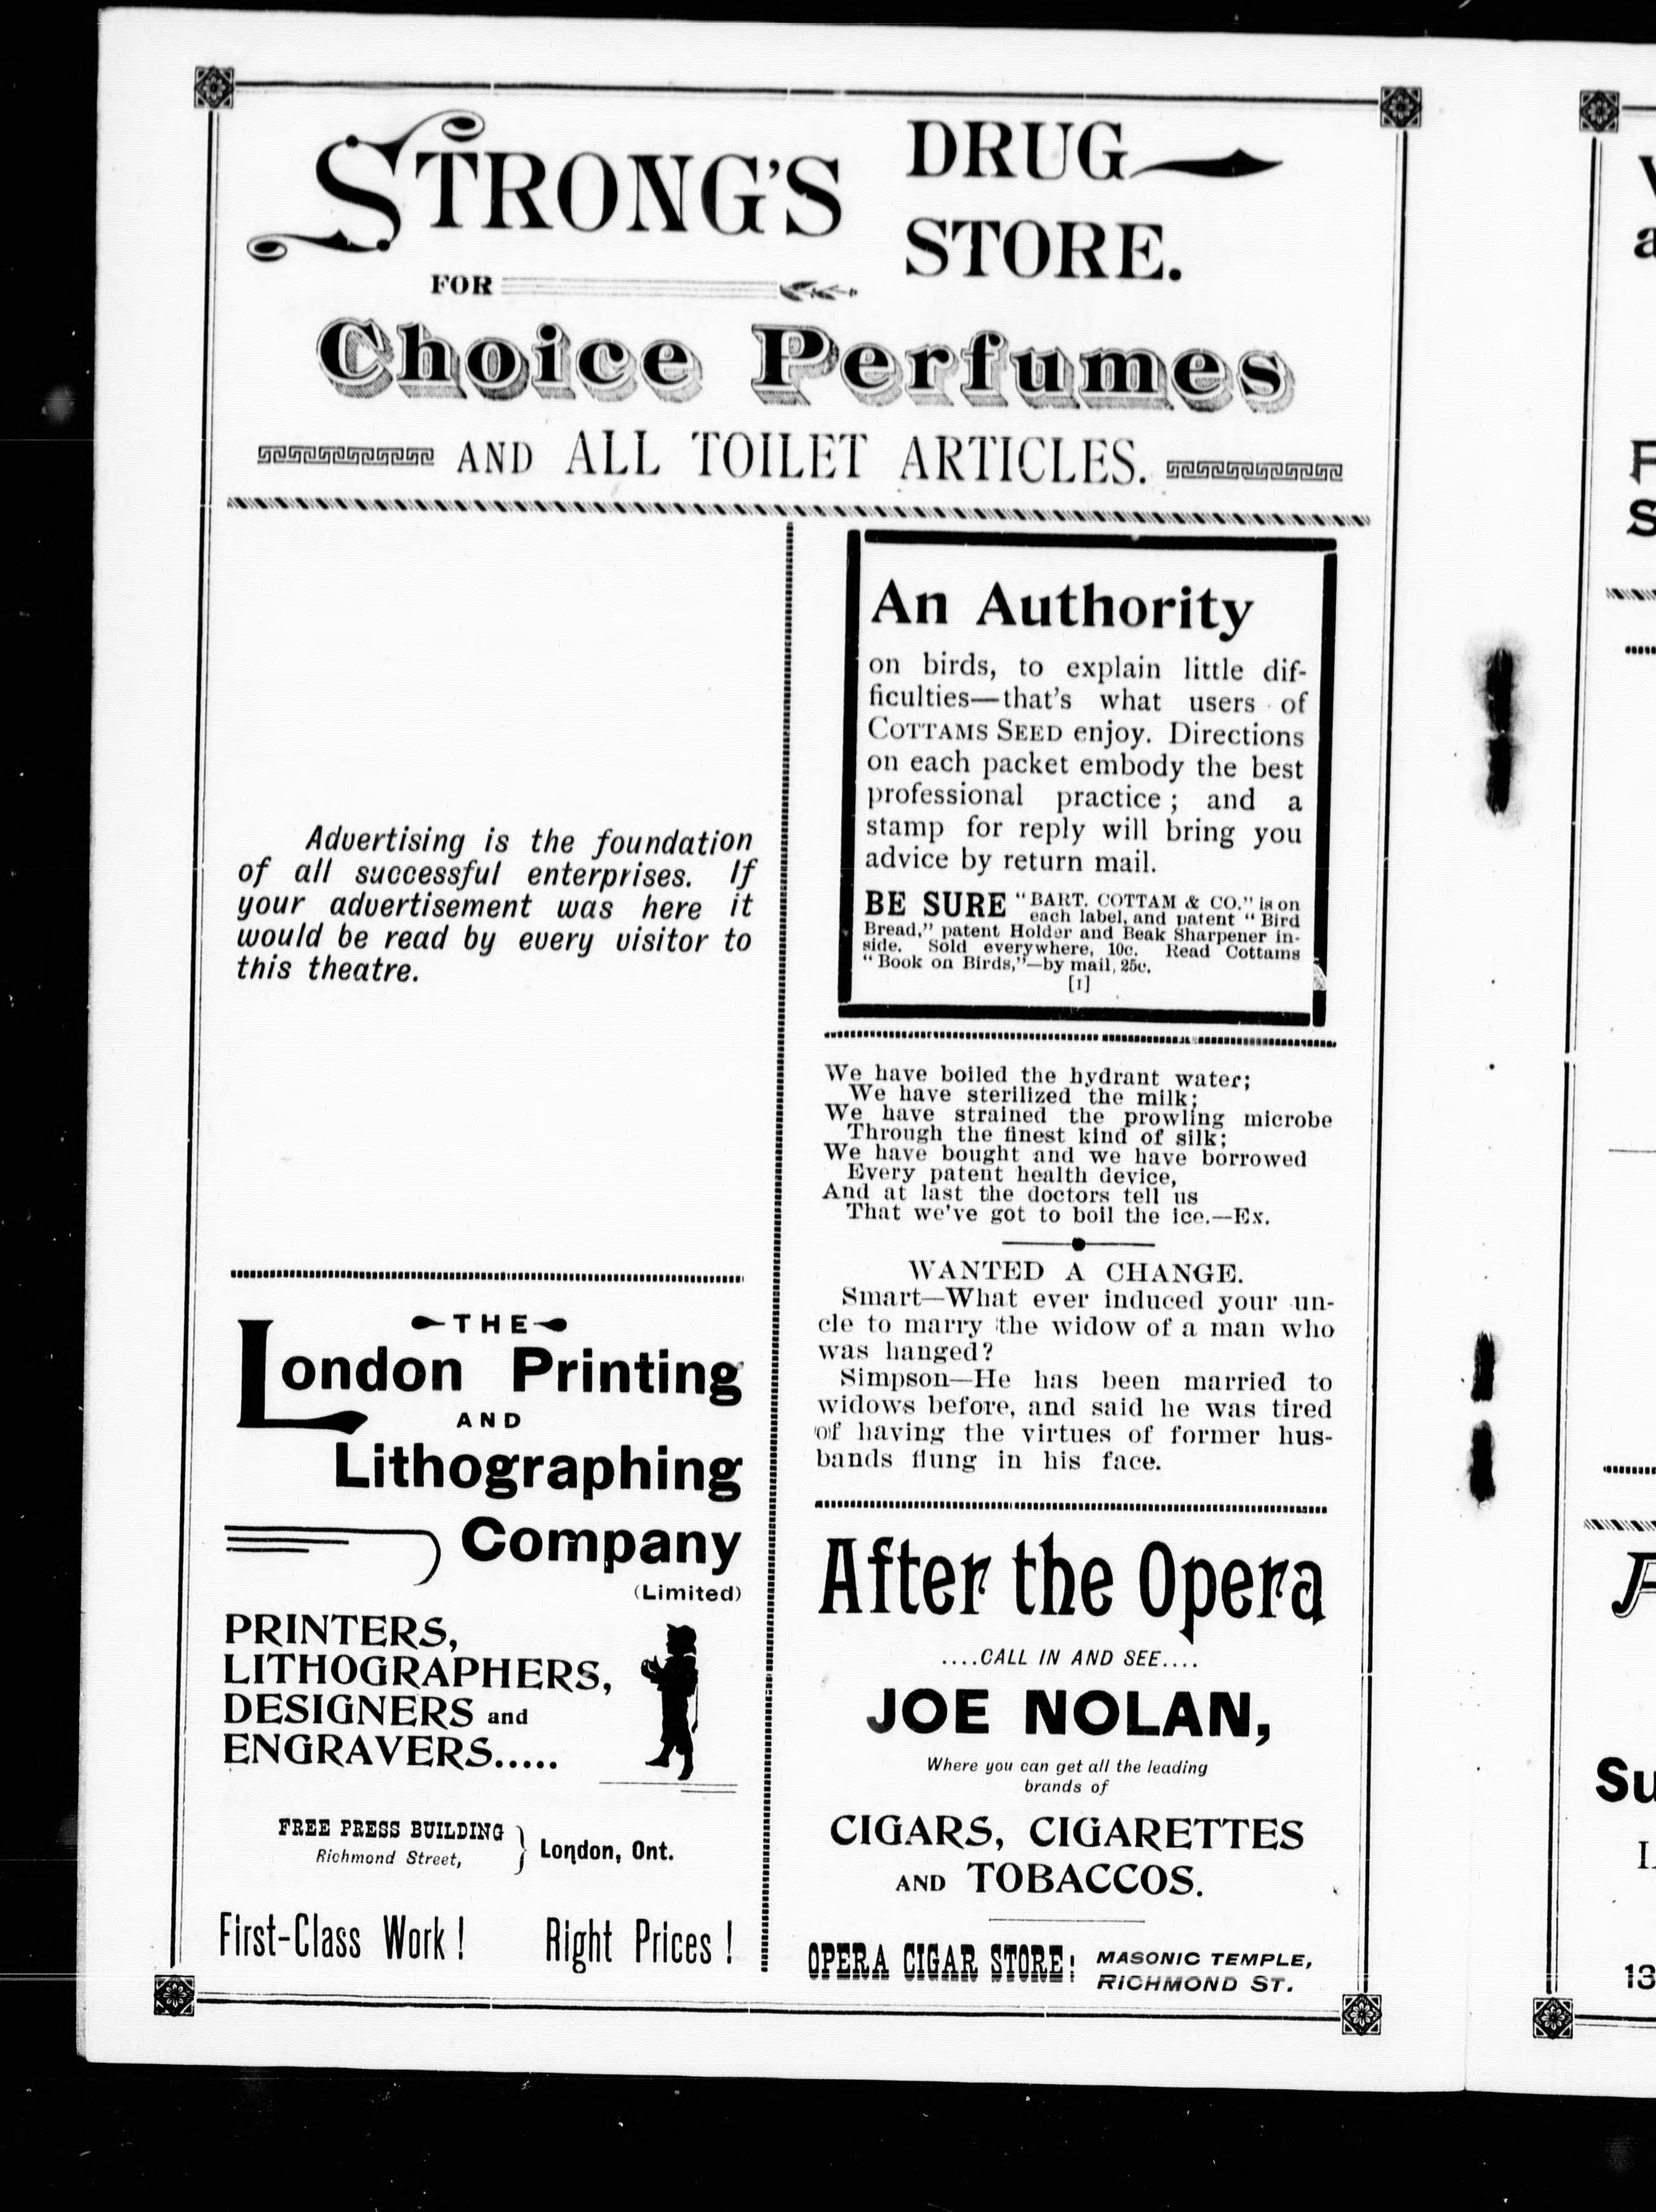 STRONG'S DRUG
STORE.
FOR
Choice Perfumes
AND ALL TOILET ARTICLES.
Advertising is the foundation
of all successful enterprises. If
your advertisement was here it
would be read by every visitor to
this theatre.
THE
London Printing
AND
Lithographing
Company
(Limited)
PRINTERS,
LITHOGRAPHERS,
DESIGNERS and
ENGRAVERS.....
FREE PRESS BUILDING
Richmond Street,
} London, Ont.
First-Class Work! Right Prices!
An Authority
on birds, to explain little dif-
ficulties—that's what users of
COTTAMS SEED enjoy. Directions
on each packet embody the best
professional practice; and a
stamp for reply will bring you
advice by return mail.
BE SURE "BART. COTTAM & CO." is on
each label, and patent "Bird
Bread," patent Holder and Beak Sharpener in-
side. Sold everywhere, 10c. Read Cottams
"Book on Birds,"—by mail, 25c.
[1]
We have boiled the hydrant water;
We have sterilized the milk;
We have strained the prowling microbe
Through the finest kind of silk;
We have bought and we have borrowed
Every patent health device,
And at last the doctors tell us
That we've got to boil the ice.—Ex.
WANTED A CHANGE.
Smart—What ever induced your un-
cle to marry the widow of a man who
was hanged?
Simpson—He has been married to
widows before, and said he was tired
of having the virtues of former hus-
bands flung in his face.
After the Opera
....CALL IN AND SEE....
JOE NOLAN,
Where you can get all the leading
brands of
CIGARS, CIGARETTES
AND TOBACCOS.
OPERA CIGAR STORE: MASONIC TEMPLE,
RICHMOND ST.